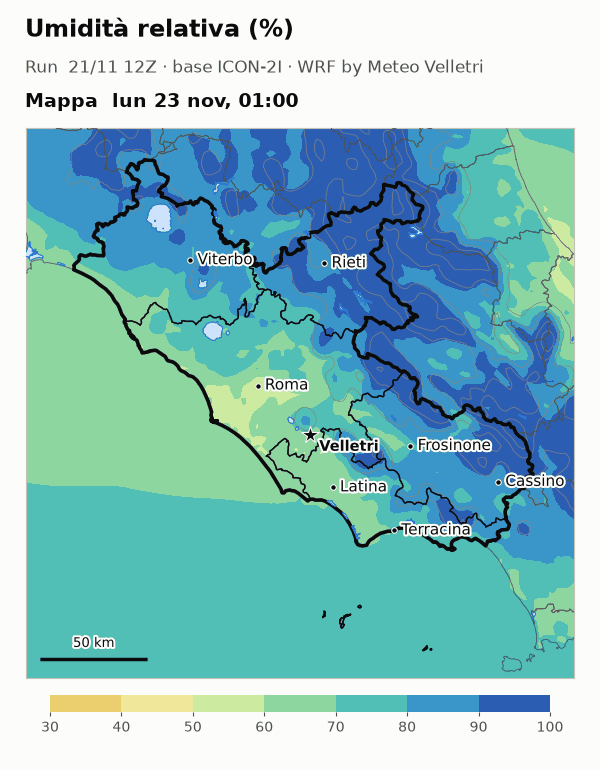 Umidità relativa (%)
Run 21/11 12Z · base ICON-2I · WRF by Meteo Velletri
Mappa lun 23 nov, 01:00
Viterbo
Rieti
Roma
Velletri
Frosinone
Latina
Cassino
Terracina
50 km
30 40 50 60 70 80 90 100